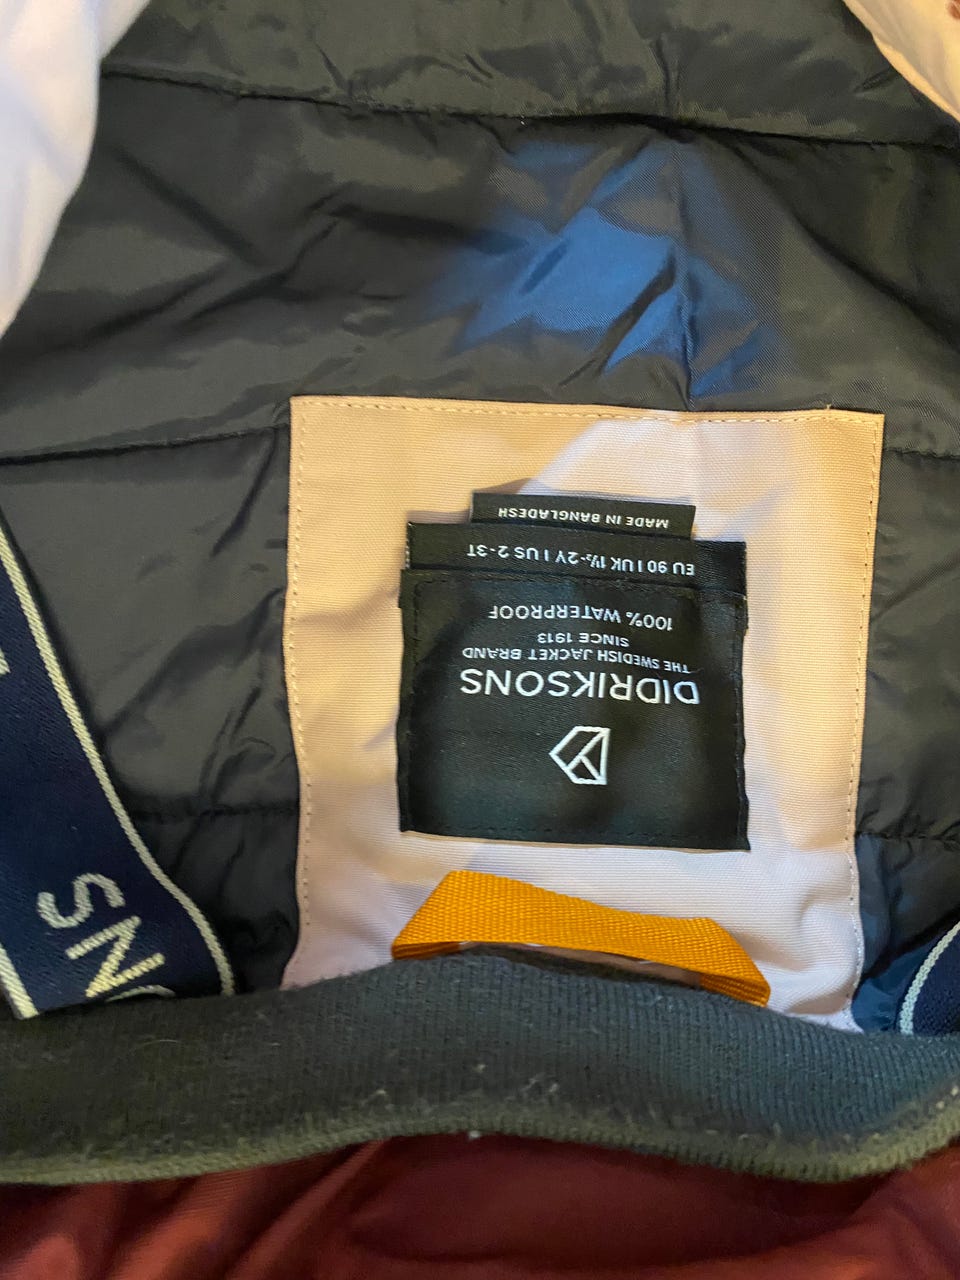 DIDRIKSONS
THE SWEDISH JACKET BRAND
SINCE 1913
100% WATERPROOF
EU 90 I UK 1½-2Y I US 2-3T
MADE IN BANGLADESH
SNO